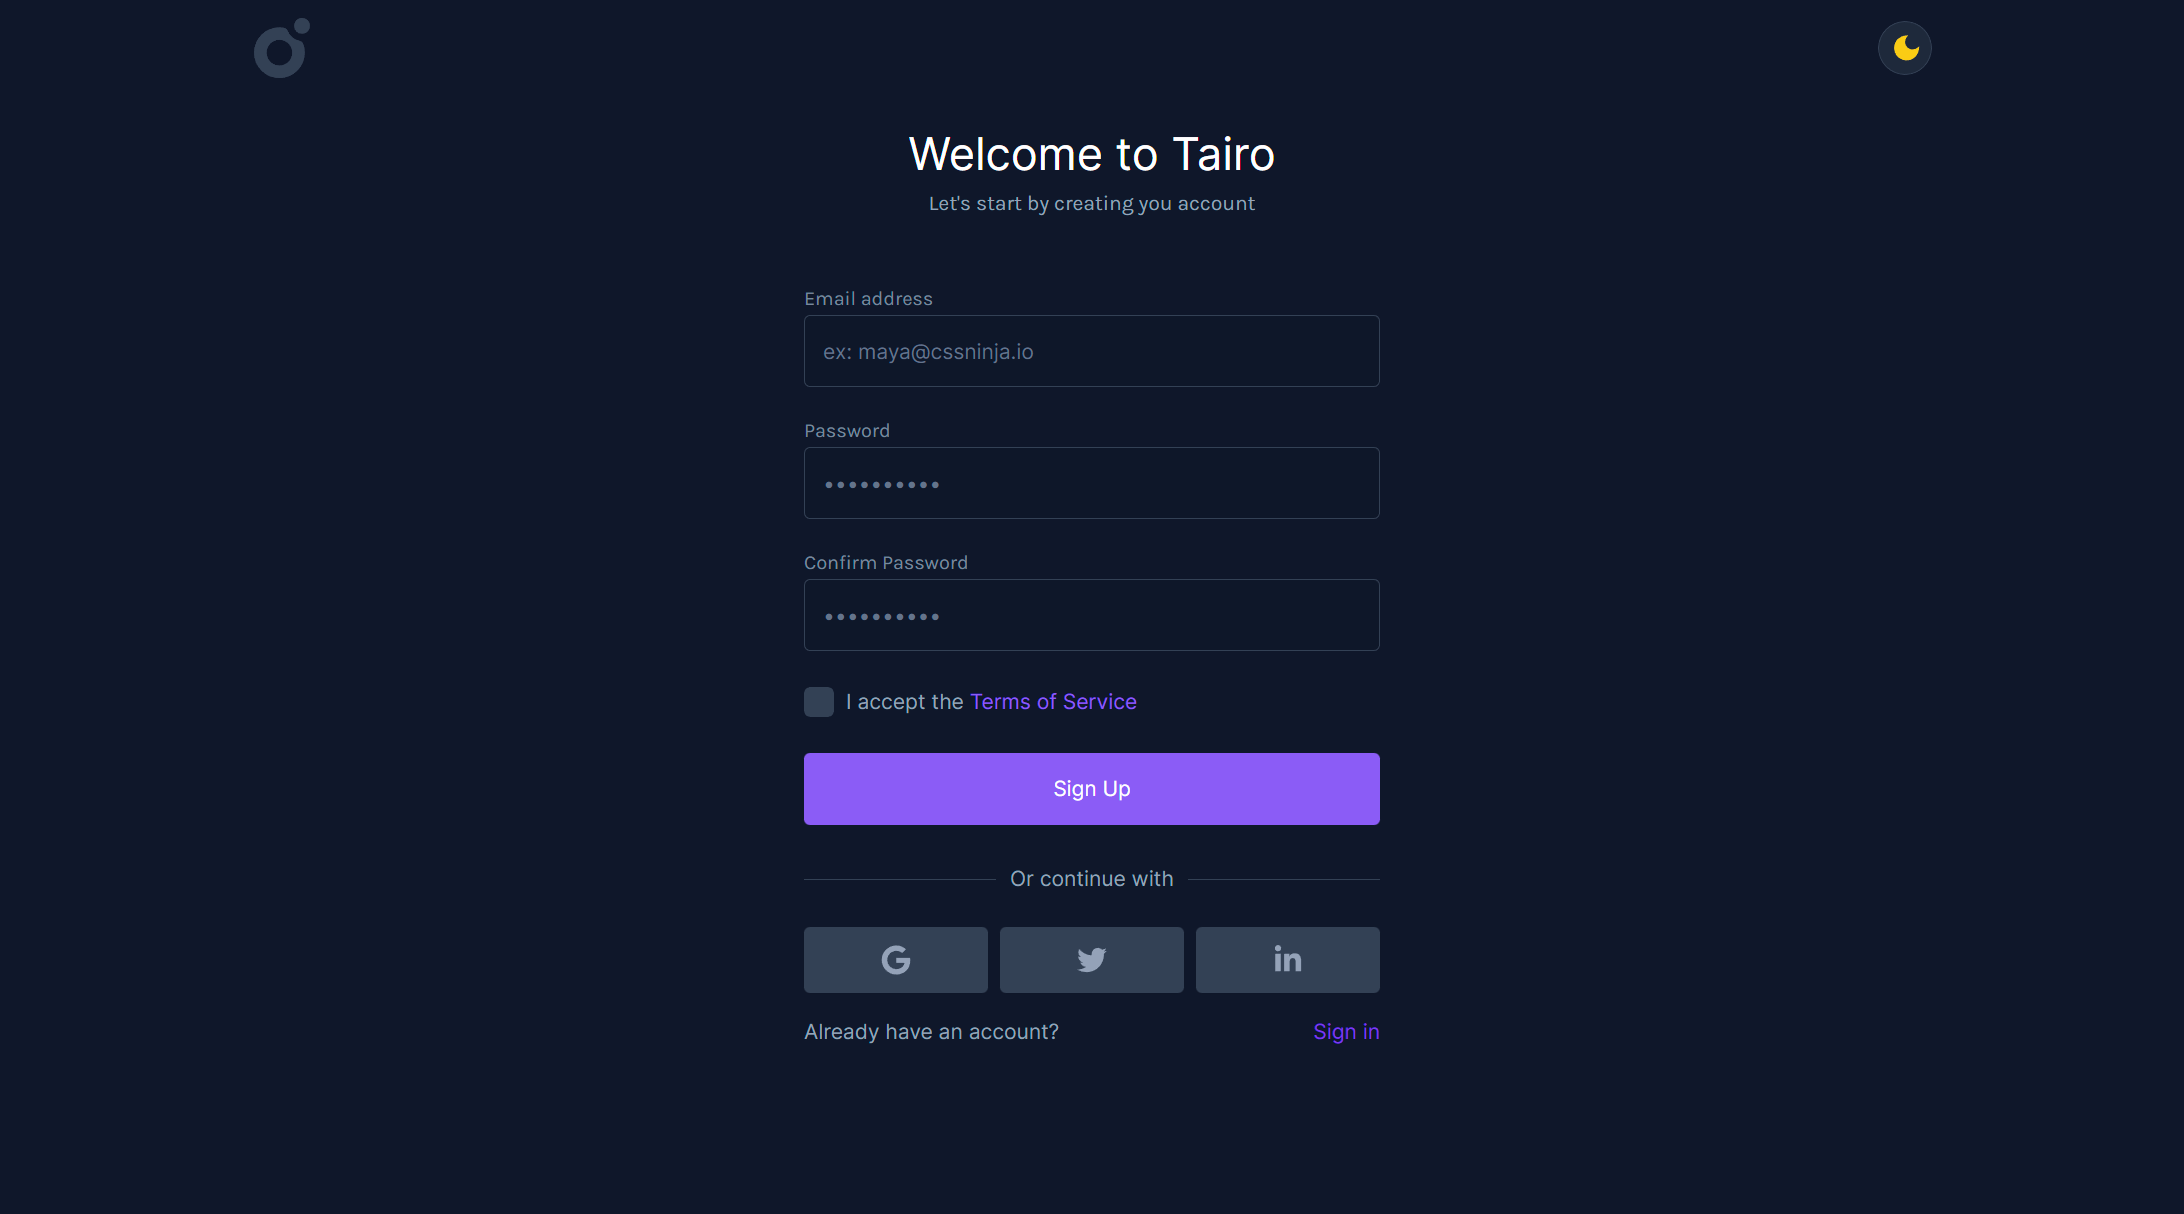 Welcome to Tairo
Let's start by creating you account
Email address
ex: maya@cssninja.io
Password
••••••••••
Confirm Password
••••••••••
I accept the Terms of Service
Sign Up
Or continue with
Already have an account? Sign in